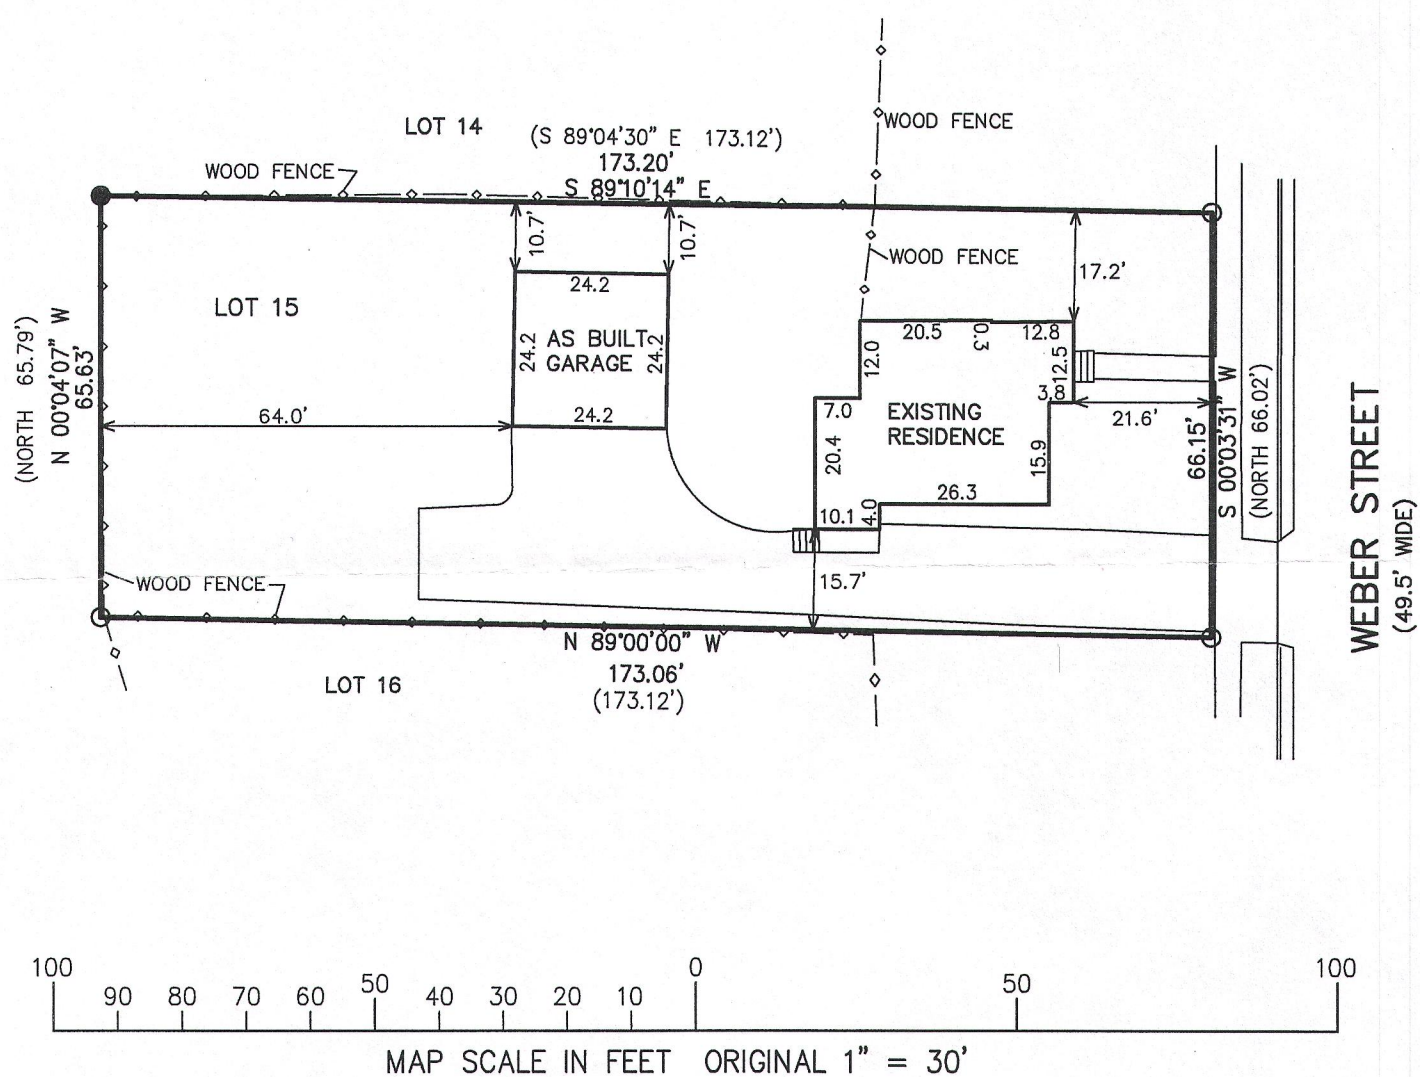 LOT 14
(S 89°04'30" E 173.12')
173.20'
S 89°10'14" E
WOOD FENCE
WOOD FENCE
WOOD FENCE
10.7'
10.7'
17.2'
24.2
LOT 15
24.2
AS BUILT
GARAGE
24.2
24.2
64.0'
20.5
0.3
12.8
12.0
12.5
3.8
7.0
EXISTING
RESIDENCE
21.6'
20.4
15.9
26.3
10.1
4.0
15.7'
(NORTH 65.79')
N 00°04'07" W
65.63'
66.15'
S 00°03'31" W
(NORTH 66.02')
WEBER STREET
(49.5' WIDE)
WOOD FENCE
N 89°00'00" W
173.06'
(173.12')
LOT 16
100 0 100
90 80 70 60 50 40 30 20 10 50
MAP SCALE IN FEET ORIGINAL 1" = 30'